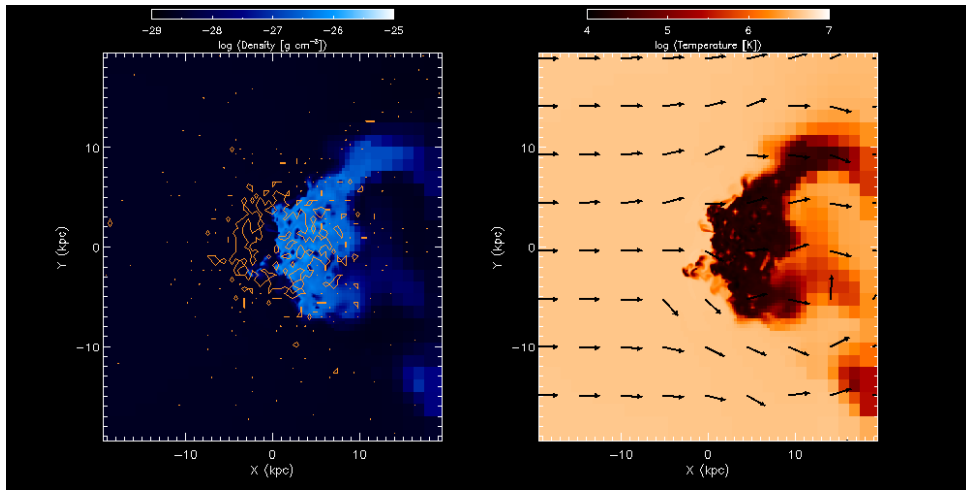 -29 -28 -27 -26 -25
log ⟨Density [g cm⁻³]⟩
4 5 6 7
log ⟨Temperature [K]⟩
10
0
-10
Y (kpc)
-10 0 10
X (kpc)
10
0
-10
Y (kpc)
-10 0 10
X (kpc)